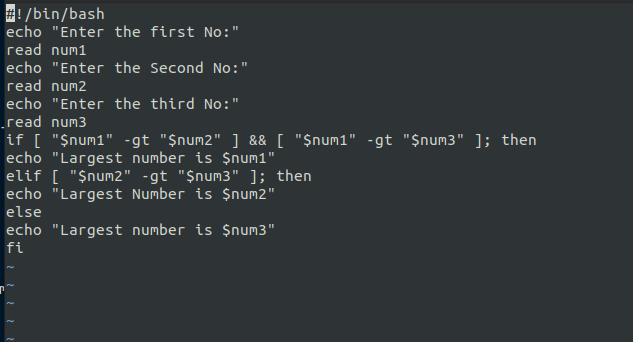 #!/bin/bash
echo "Enter the first No:"
read num1
echo "Enter the Second No:"
read num2
echo "Enter the third No:"
read num3
if [ "$num1" -gt "$num2" ] && [ "$num1" -gt "$num3" ]; then
echo "Largest number is $num1"
elif [ "$num2" -gt "$num3" ]; then
echo "Largest Number is $num2"
else
echo "Largest number is $num3"
fi
~
~
~
~
~